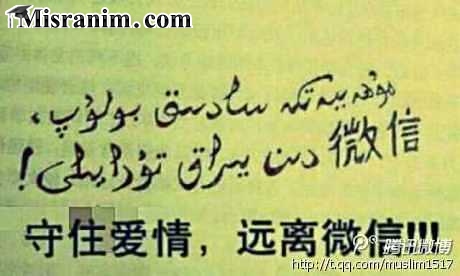 Misranim.com
مۇھەببەتكە سادىق بولۇپ،
微信 دىن يىراق تۇرايلى!
守住爱情，远离微信!!!
腾讯微博
http://t.qq.com/muslim1517